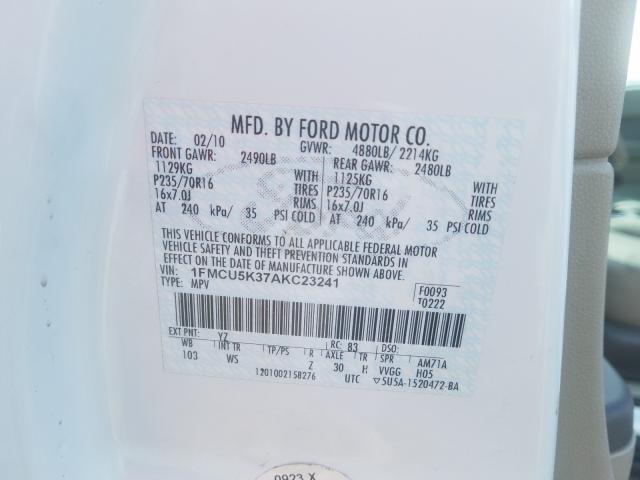 MFD. BY FORD MOTOR CO.
02/10 GVWR: 4880LB/ 2214KG
FRONT GAWR: 2490LB REAR GAWR: 2480LB
1129KG WITH 1125KG WITH
P235/70R16 TIRES P235/70R16 TIRES
16x7.0J RIMS 16x7.0J RIMS
AT 240 kPa/ 35 PSI COLD AT 240 kPa/ 35 PSI COLD
THIS VEHICLE CONFORMS TO ALL APPLICABLE FEDERAL MOTOR
VEHICLE SAFETY AND THEFT PREVENTION STANDARDS IN
EFFECT ON THE DATE OF MANUFACTURE SHOWN ABOVE.
VIN: 1FMCU5K37AKC23241 F0093
TYPE: MPV T0222
EXT PNT: YZ RC: 83 DSO:
WB INT TR TP/PS R AXLE TR SPR AM71A
103 WS Z 30 H VVGG H05
1201002158276 UTC 5U5A-1520472-BA
Ford
0923 X